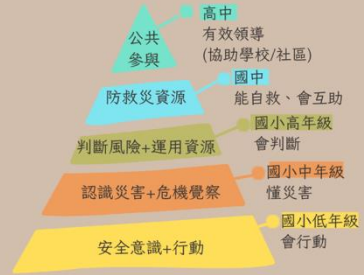 高中
公共
參與
有效領導
(協助學校/社區)
國中
防救災資源
能自救、會互助
國小高年級
判斷風險+運用資源
會判斷
國小中年級
認識災害+危機覺察
懂災害
國小低年級
安全意識+行動
會行動